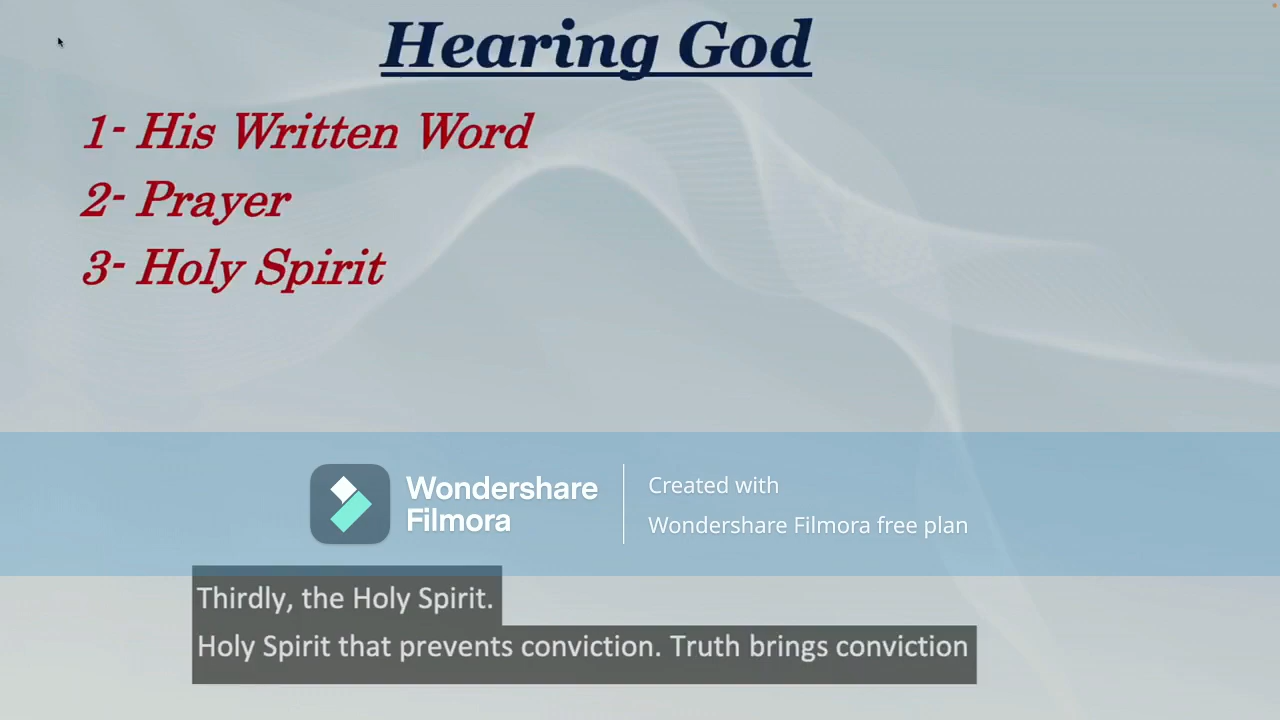 Hearing God
1- His Written Word
2- Prayer
3- Holy Spirit
Wondershare
Filmora
Created with
Wondershare Filmora free plan
Thirdly, the Holy Spirit.
Holy Spirit that prevents conviction. Truth brings conviction